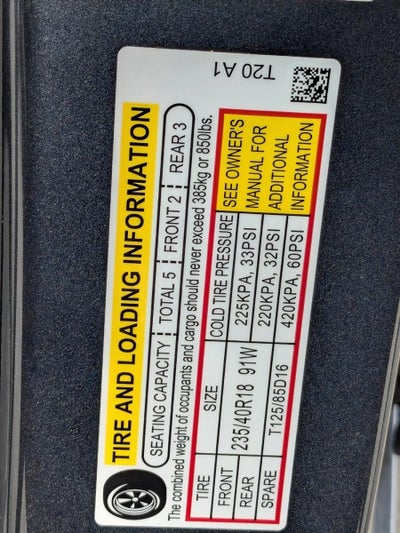 TIRE AND LOADING INFORMATION
SEATING CAPACITY TOTAL 5 FRONT 2 REAR 3
The combined weight of occupants and cargo should never exceed 385kg or 850lbs.
TIRE SIZE COLD TIRE PRESSURE
FRONT 235/40R18 91W 225KPA, 33PSI
REAR 220KPA, 32PSI
SPARE T125/85D16 420KPA, 60PSI
SEE OWNER'S
MANUAL FOR
ADDITIONAL
INFORMATION
T20 A1